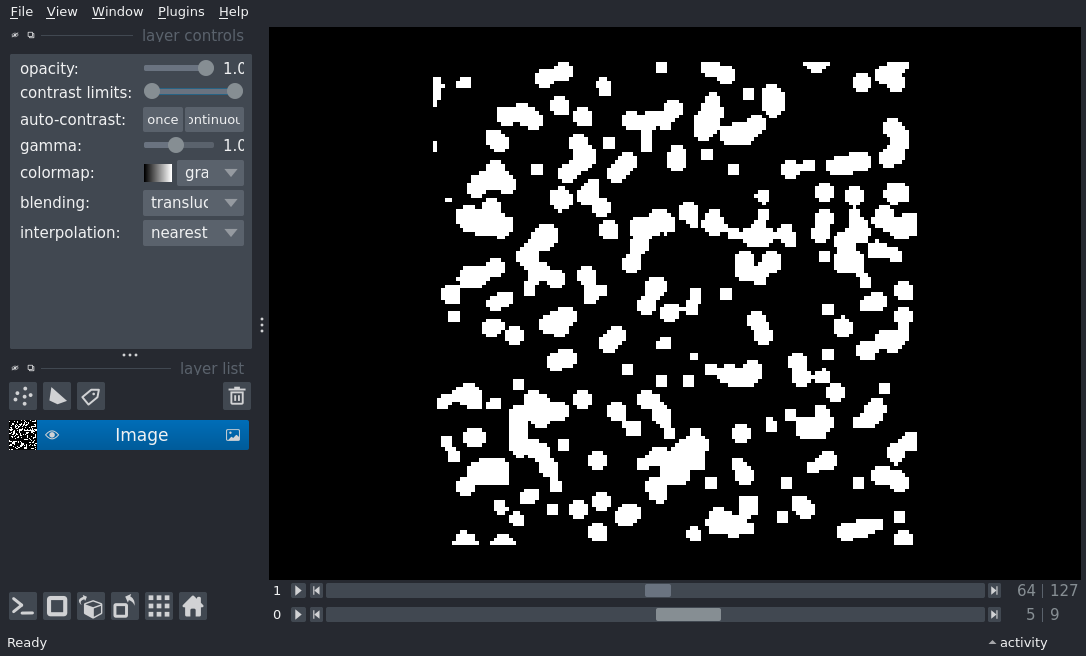 File View Window Plugins Help
layer controls
opacity: 1.0
contrast limits:
auto-contrast: once ontinuou
gamma: 1.0
colormap: gra
blending: transluc
interpolation: nearest
layer list
Image
1 64 | 127
0 5 | 9
Ready activity